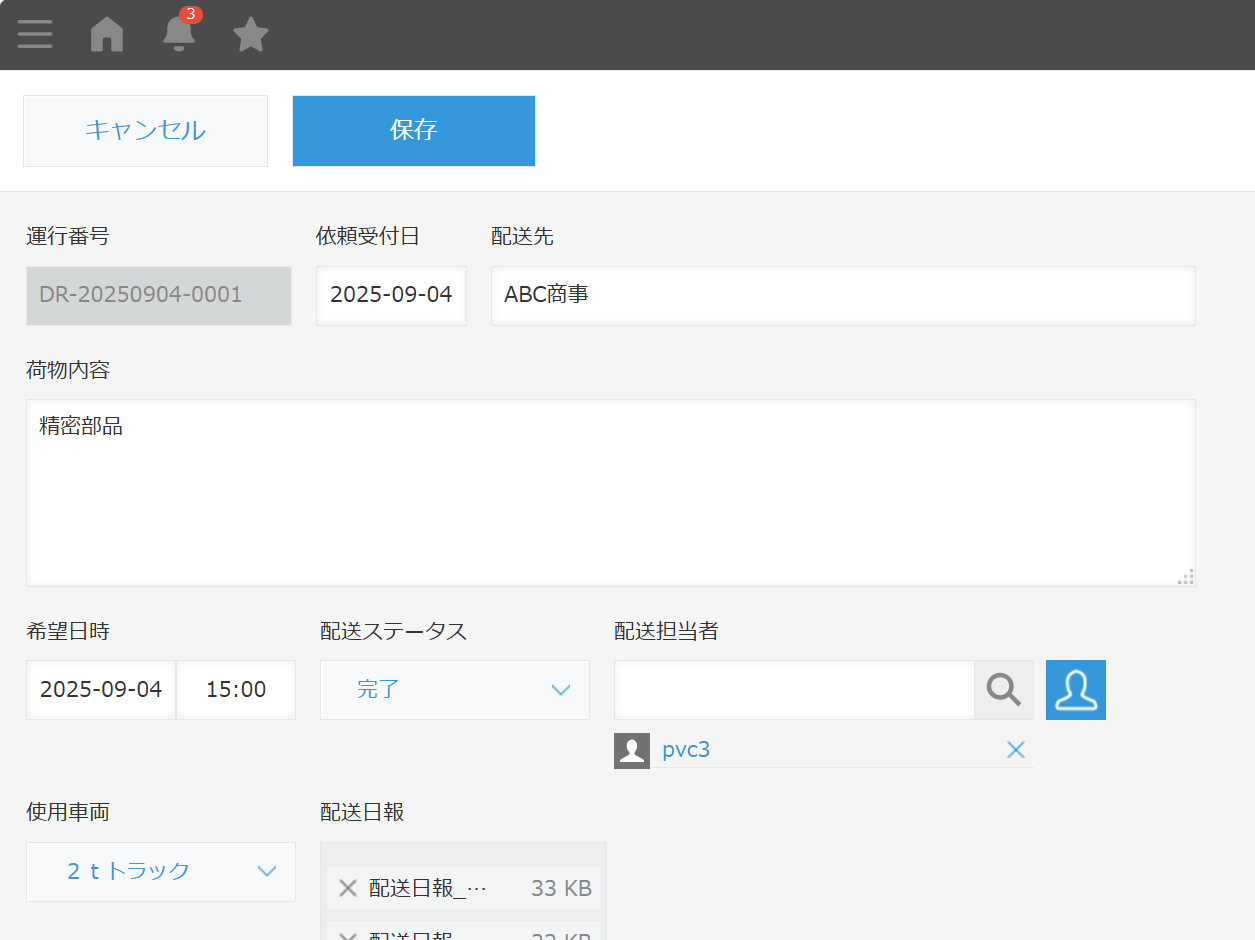 3
キャンセル 保存
運行番号 依頼受付日 配送先
DR-20250904-0001 2025-09-04 ABC商事
荷物内容
精密部品
希望日時 配送ステータス 配送担当者
2025-09-04 15:00 完了
pvc3
使用車両 配送日報
２ｔトラック
配送日報_… 33 KB